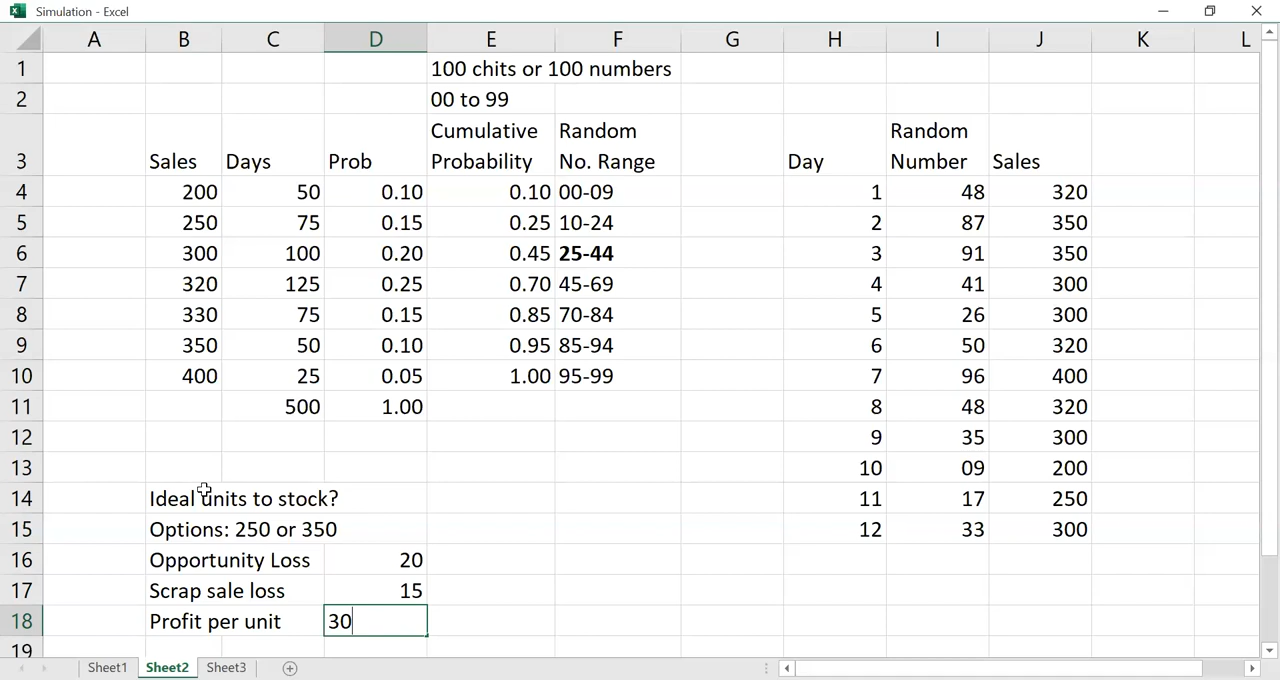 Simulation - Excel
A B C D E F G H I J K L
1 100 chits or 100 numbers
2 00 to 99
Cumulative Random Random
3 Sales Days Prob Probability No. Range Day Number Sales
4 200 50 0.10 0.10 00-09 1 48 320
5 250 75 0.15 0.25 10-24 2 87 350
6 300 100 0.20 0.45 25-44 3 91 350
7 320 125 0.25 0.70 45-69 4 41 300
8 330 75 0.15 0.85 70-84 5 26 300
9 350 50 0.10 0.95 85-94 6 50 320
10 400 25 0.05 1.00 95-99 7 96 400
11 500 1.00 8 48 320
12 9 35 300
13 10 09 200
14 Ideal units to stock? 11 17 250
15 Options: 250 or 350 12 33 300
16 Opportunity Loss 20
17 Scrap sale loss 15
18 Profit per unit 30
19
Sheet1 Sheet2 Sheet3